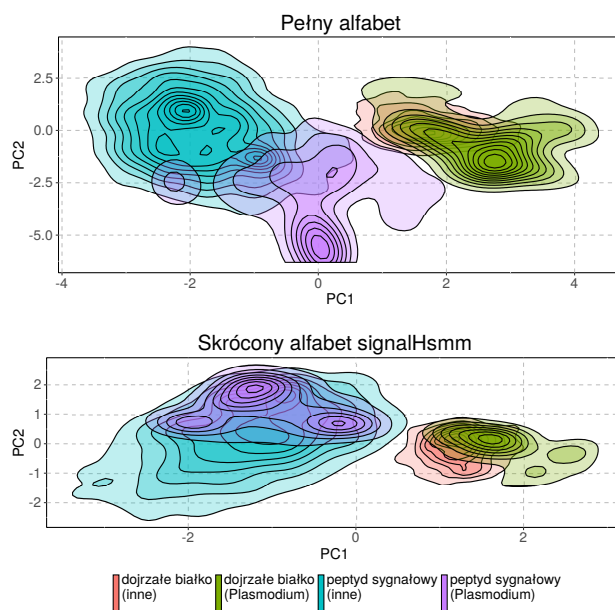 Pełny alfabet
2.5
0.0
-2.5
-5.0
PC2
-4
-2
0
2
4
PC1
Skrócony alfabet signalHsmm
2
1
0
-1
-2
PC2
-2
0
2
PC1
dojrzałe białko (inne)
dojrzałe białko (Plasmodium)
peptyd sygnałowy (inne)
peptyd sygnałowy (Plasmodium)